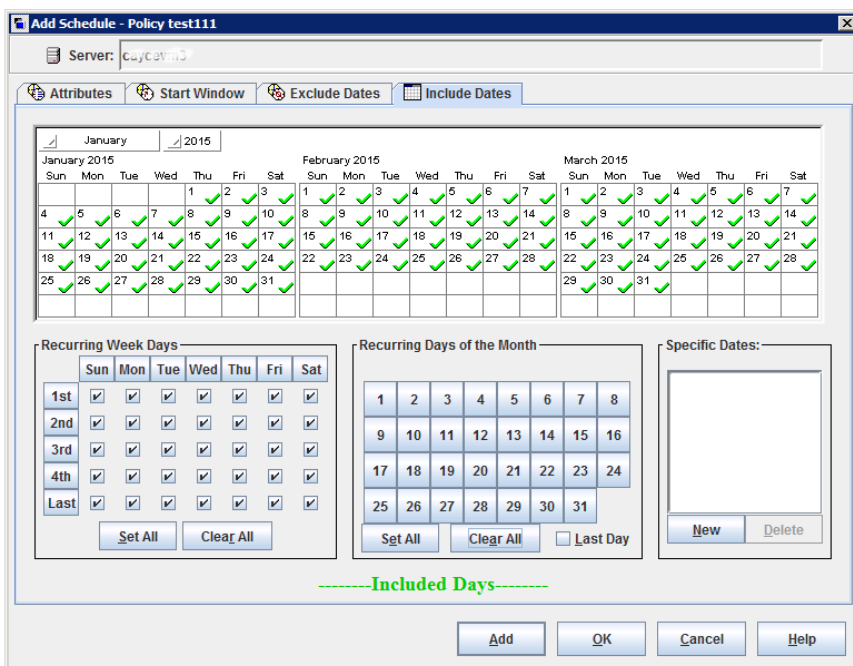 Add Schedule - Policy test111
Server:
Attributes Start Window Exclude Dates Include Dates
January 2015
January 2015 February 2015 March 2015
Sun Mon Tue Wed Thu Fri Sat Sun Mon Tue Wed Thu Fri Sat Sun Mon Tue Wed Thu Fri Sat
1 2 3 1 2 3 4 5 6 7 1 2 3 4 5 6 7
4 5 6 7 8 9 10 8 9 10 11 12 13 14 8 9 10 11 12 13 14
11 12 13 14 15 16 17 15 16 17 18 19 20 21 15 16 17 18 19 20 21
18 19 20 21 22 23 24 22 23 24 25 26 27 28 22 23 24 25 26 27 28
25 26 27 28 29 30 31 29 30 31
Recurring Week Days
Sun Mon Tue Wed Thu Fri Sat
1st
2nd
3rd
4th
Last
Set All Clear All
Recurring Days of the Month
1 2 3 4 5 6 7 8
9 10 11 12 13 14 15 16
17 18 19 20 21 22 23 24
25 26 27 28 29 30 31
Set All Clear All Last Day
Specific Dates:
New Delete
--------Included Days--------
Add OK Cancel Help